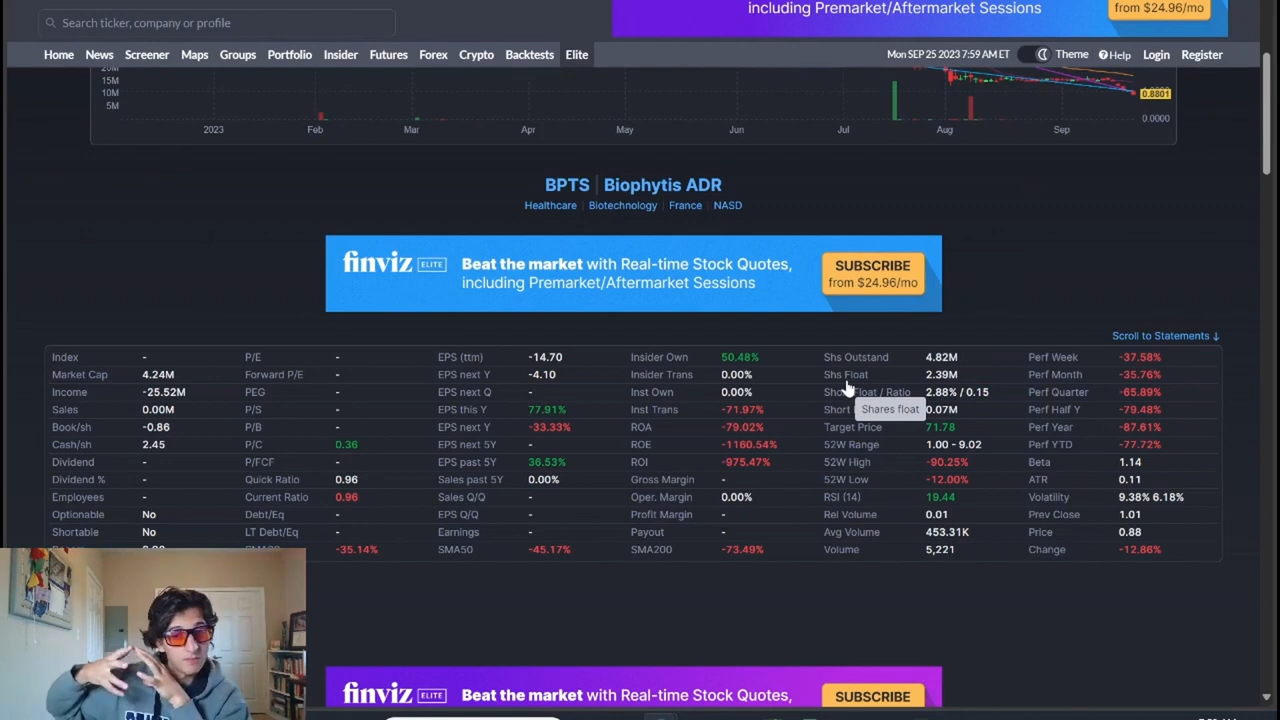 including Premarket/Aftermarket Sessions
from $24.96/mo
Search ticker, company or profile
Home News Screener Maps Groups Portfolio Insider Futures Forex Crypto Backtests Elite Mon SEP 25 2023 7:59 AM ET Theme Help Login Register
20M
15M
10M
5M
0.8801
0.0000
2023 Feb Mar Apr May Jun Jul Aug Sep
BPTS | Biophytis ADR
Healthcare | Biotechnology | France | NASD
finviz ELITE Beat the market with Real-time Stock Quotes,
including Premarket/Aftermarket Sessions
SUBSCRIBE
from $24.96/mo
Scroll to Statements ↓
Index - P/E - EPS (ttm) -14.70 Insider Own 50.48% Shs Outstand 4.82M Perf Week -37.58%
Market Cap 4.24M Forward P/E - EPS next Y -4.10 Insider Trans 0.00% Shs Float 2.39M Perf Month -35.76%
Income -25.52M PEG - EPS next Q - Inst Own 0.00% Short Float / Ratio 2.88% / 0.15 Perf Quarter -65.89%
Sales 0.00M P/S - EPS this Y 77.91% Inst Trans -71.97% Short 0.07M Perf Half Y -79.48%
Shares float
Book/sh -0.86 P/B - EPS next Y -33.33% ROA -79.02% Target Price 71.78 Perf Year -87.61%
Cash/sh 2.45 P/C 0.36 EPS next 5Y - ROE -1160.54% 52W Range 1.00 - 9.02 Perf YTD -77.72%
Dividend - P/FCF - EPS past 5Y 36.53% ROI -975.47% 52W High -90.25% Beta 1.14
Dividend % - Quick Ratio 0.96 Sales past 5Y 0.00% Gross Margin - 52W Low -12.00% ATR 0.11
Employees - Current Ratio 0.96 Sales Q/Q - Oper. Margin 0.00% RSI (14) 19.44 Volatility 9.38% 6.18%
Optionable No Debt/Eq - EPS Q/Q - Profit Margin - Rel Volume 0.01 Prev Close 1.01
Shortable No LT Debt/Eq - Earnings - Payout - Avg Volume 453.31K Price 0.88
-35.14% SMA50 -45.17% SMA200 -73.49% Volume 5,221 Change -12.86%
finviz ELITE Beat the market with Real-time Stock Quotes,
SUBSCRIBE